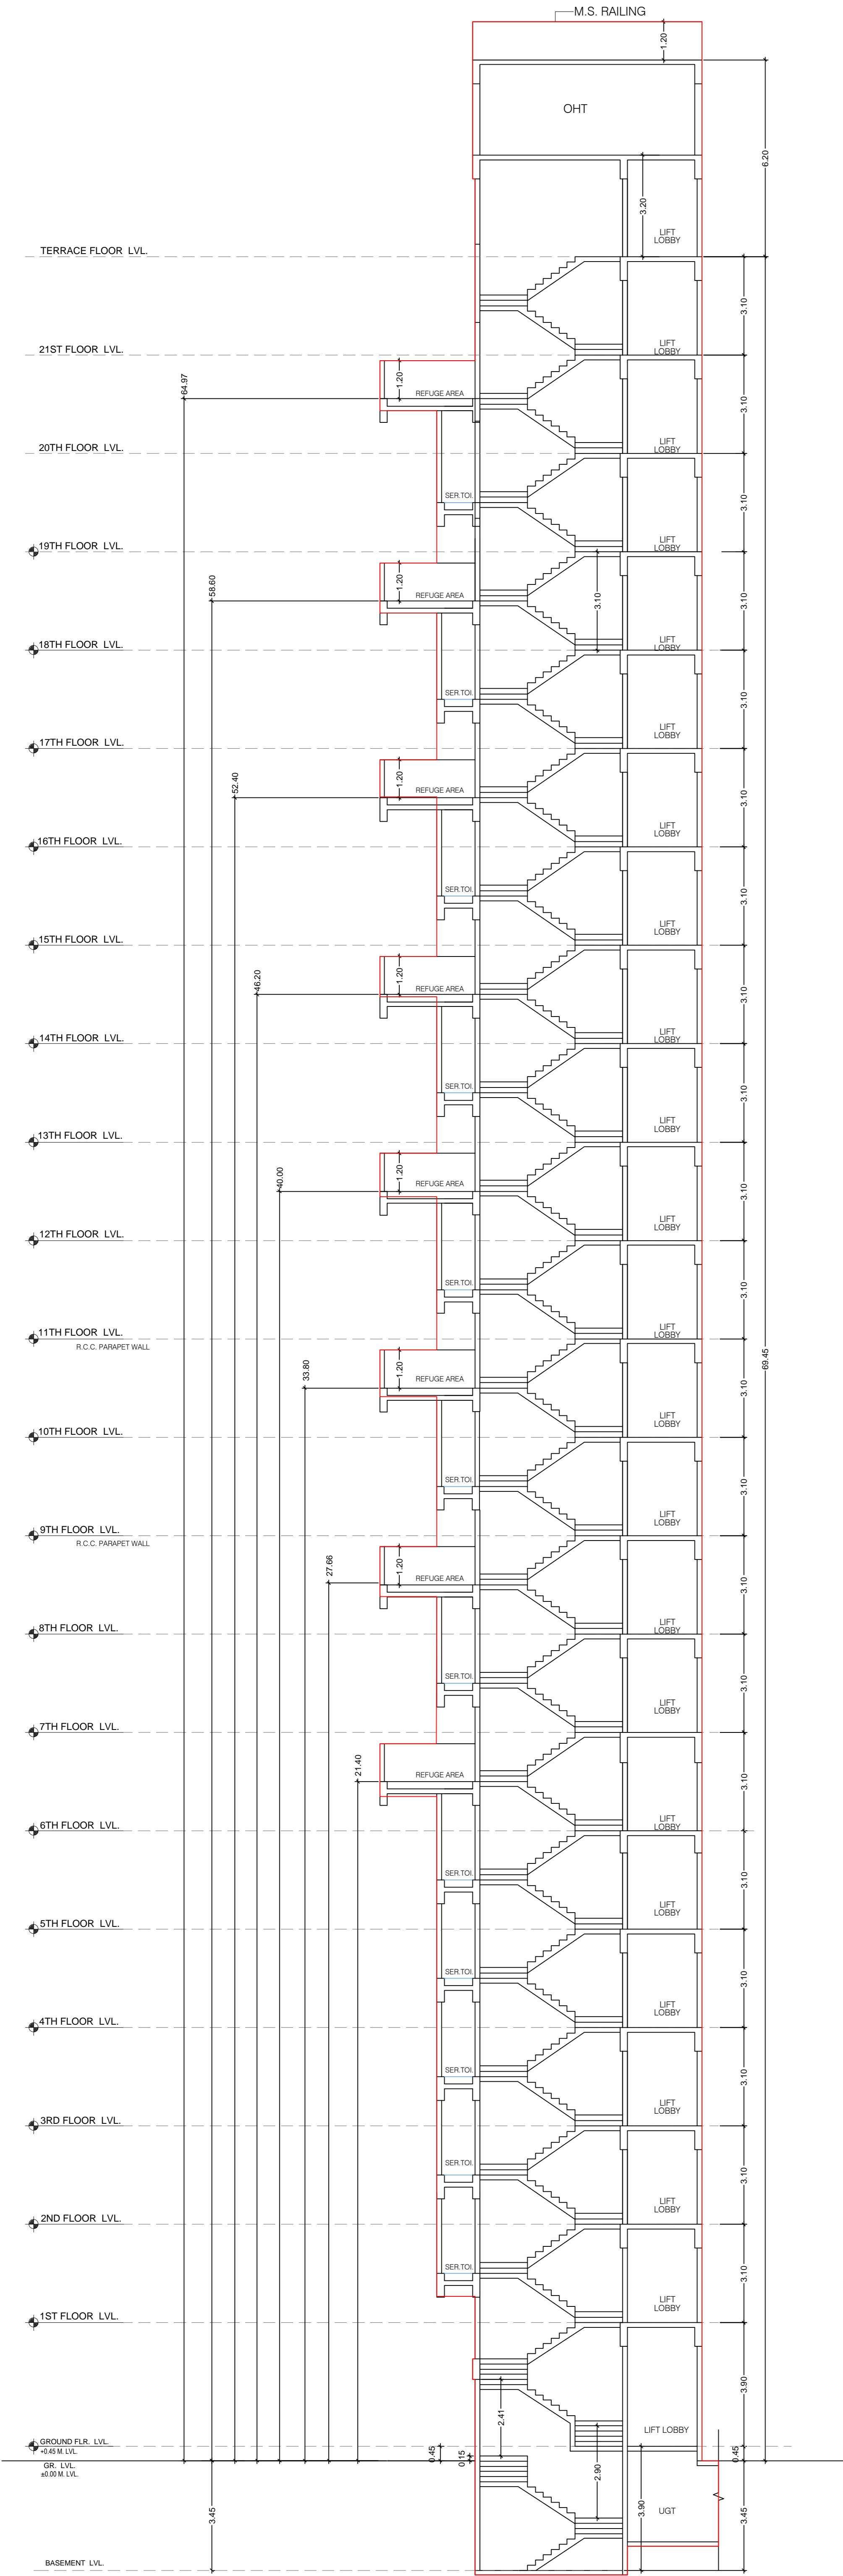 M.S. RAILING
1.20
OHT
6.20
3.20
LIFT
LOBBY
TERRACE FLOOR LVL.
3.10
LIFT
LOBBY
21ST FLOOR LVL.
64.97
1.20
REFUGE AREA
3.10
LIFT
LOBBY
20TH FLOOR LVL.
SER.TOI.
3.10
LIFT
LOBBY
19TH FLOOR LVL.
58.60
1.20
REFUGE AREA
3.10
3.10
LIFT
LOBBY
18TH FLOOR LVL.
SER.TOI.
3.10
LIFT
LOBBY
17TH FLOOR LVL.
52.40
1.20
REFUGE AREA
3.10
LIFT
LOBBY
16TH FLOOR LVL.
SER.TOI.
3.10
LIFT
LOBBY
15TH FLOOR LVL.
46.20
1.20
REFUGE AREA
3.10
LIFT
LOBBY
14TH FLOOR LVL.
SER.TOI.
3.10
LIFT
LOBBY
13TH FLOOR LVL.
40.00
1.20
REFUGE AREA
3.10
LIFT
LOBBY
12TH FLOOR LVL.
SER.TOI.
3.10
LIFT
LOBBY
11TH FLOOR LVL.
R.C.C. PARAPET WALL
69.45
33.80
1.20
REFUGE AREA
3.10
LIFT
LOBBY
10TH FLOOR LVL.
SER.TOI.
3.10
LIFT
LOBBY
9TH FLOOR LVL.
R.C.C. PARAPET WALL
27.66
1.20
REFUGE AREA
3.10
LIFT
LOBBY
8TH FLOOR LVL.
SER.TOI.
3.10
LIFT
LOBBY
7TH FLOOR LVL.
21.40
REFUGE AREA
3.10
LIFT
LOBBY
6TH FLOOR LVL.
SER.TOI.
3.10
LIFT
LOBBY
5TH FLOOR LVL.
SER.TOI.
3.10
LIFT
LOBBY
4TH FLOOR LVL.
SER.TOI.
3.10
LIFT
LOBBY
3RD FLOOR LVL.
SER.TOI.
3.10
LIFT
LOBBY
2ND FLOOR LVL.
SER.TOI.
3.10
LIFT
LOBBY
1ST FLOOR LVL.
3.90
2.41
LIFT LOBBY
GROUND FLR. LVL.
+0.45 M. LVL.
0.45
0.15
0.45
GR. LVL.
±0.00 M. LVL.
2.90
3.45
3.90
UGT
3.45
BASEMENT LVL.